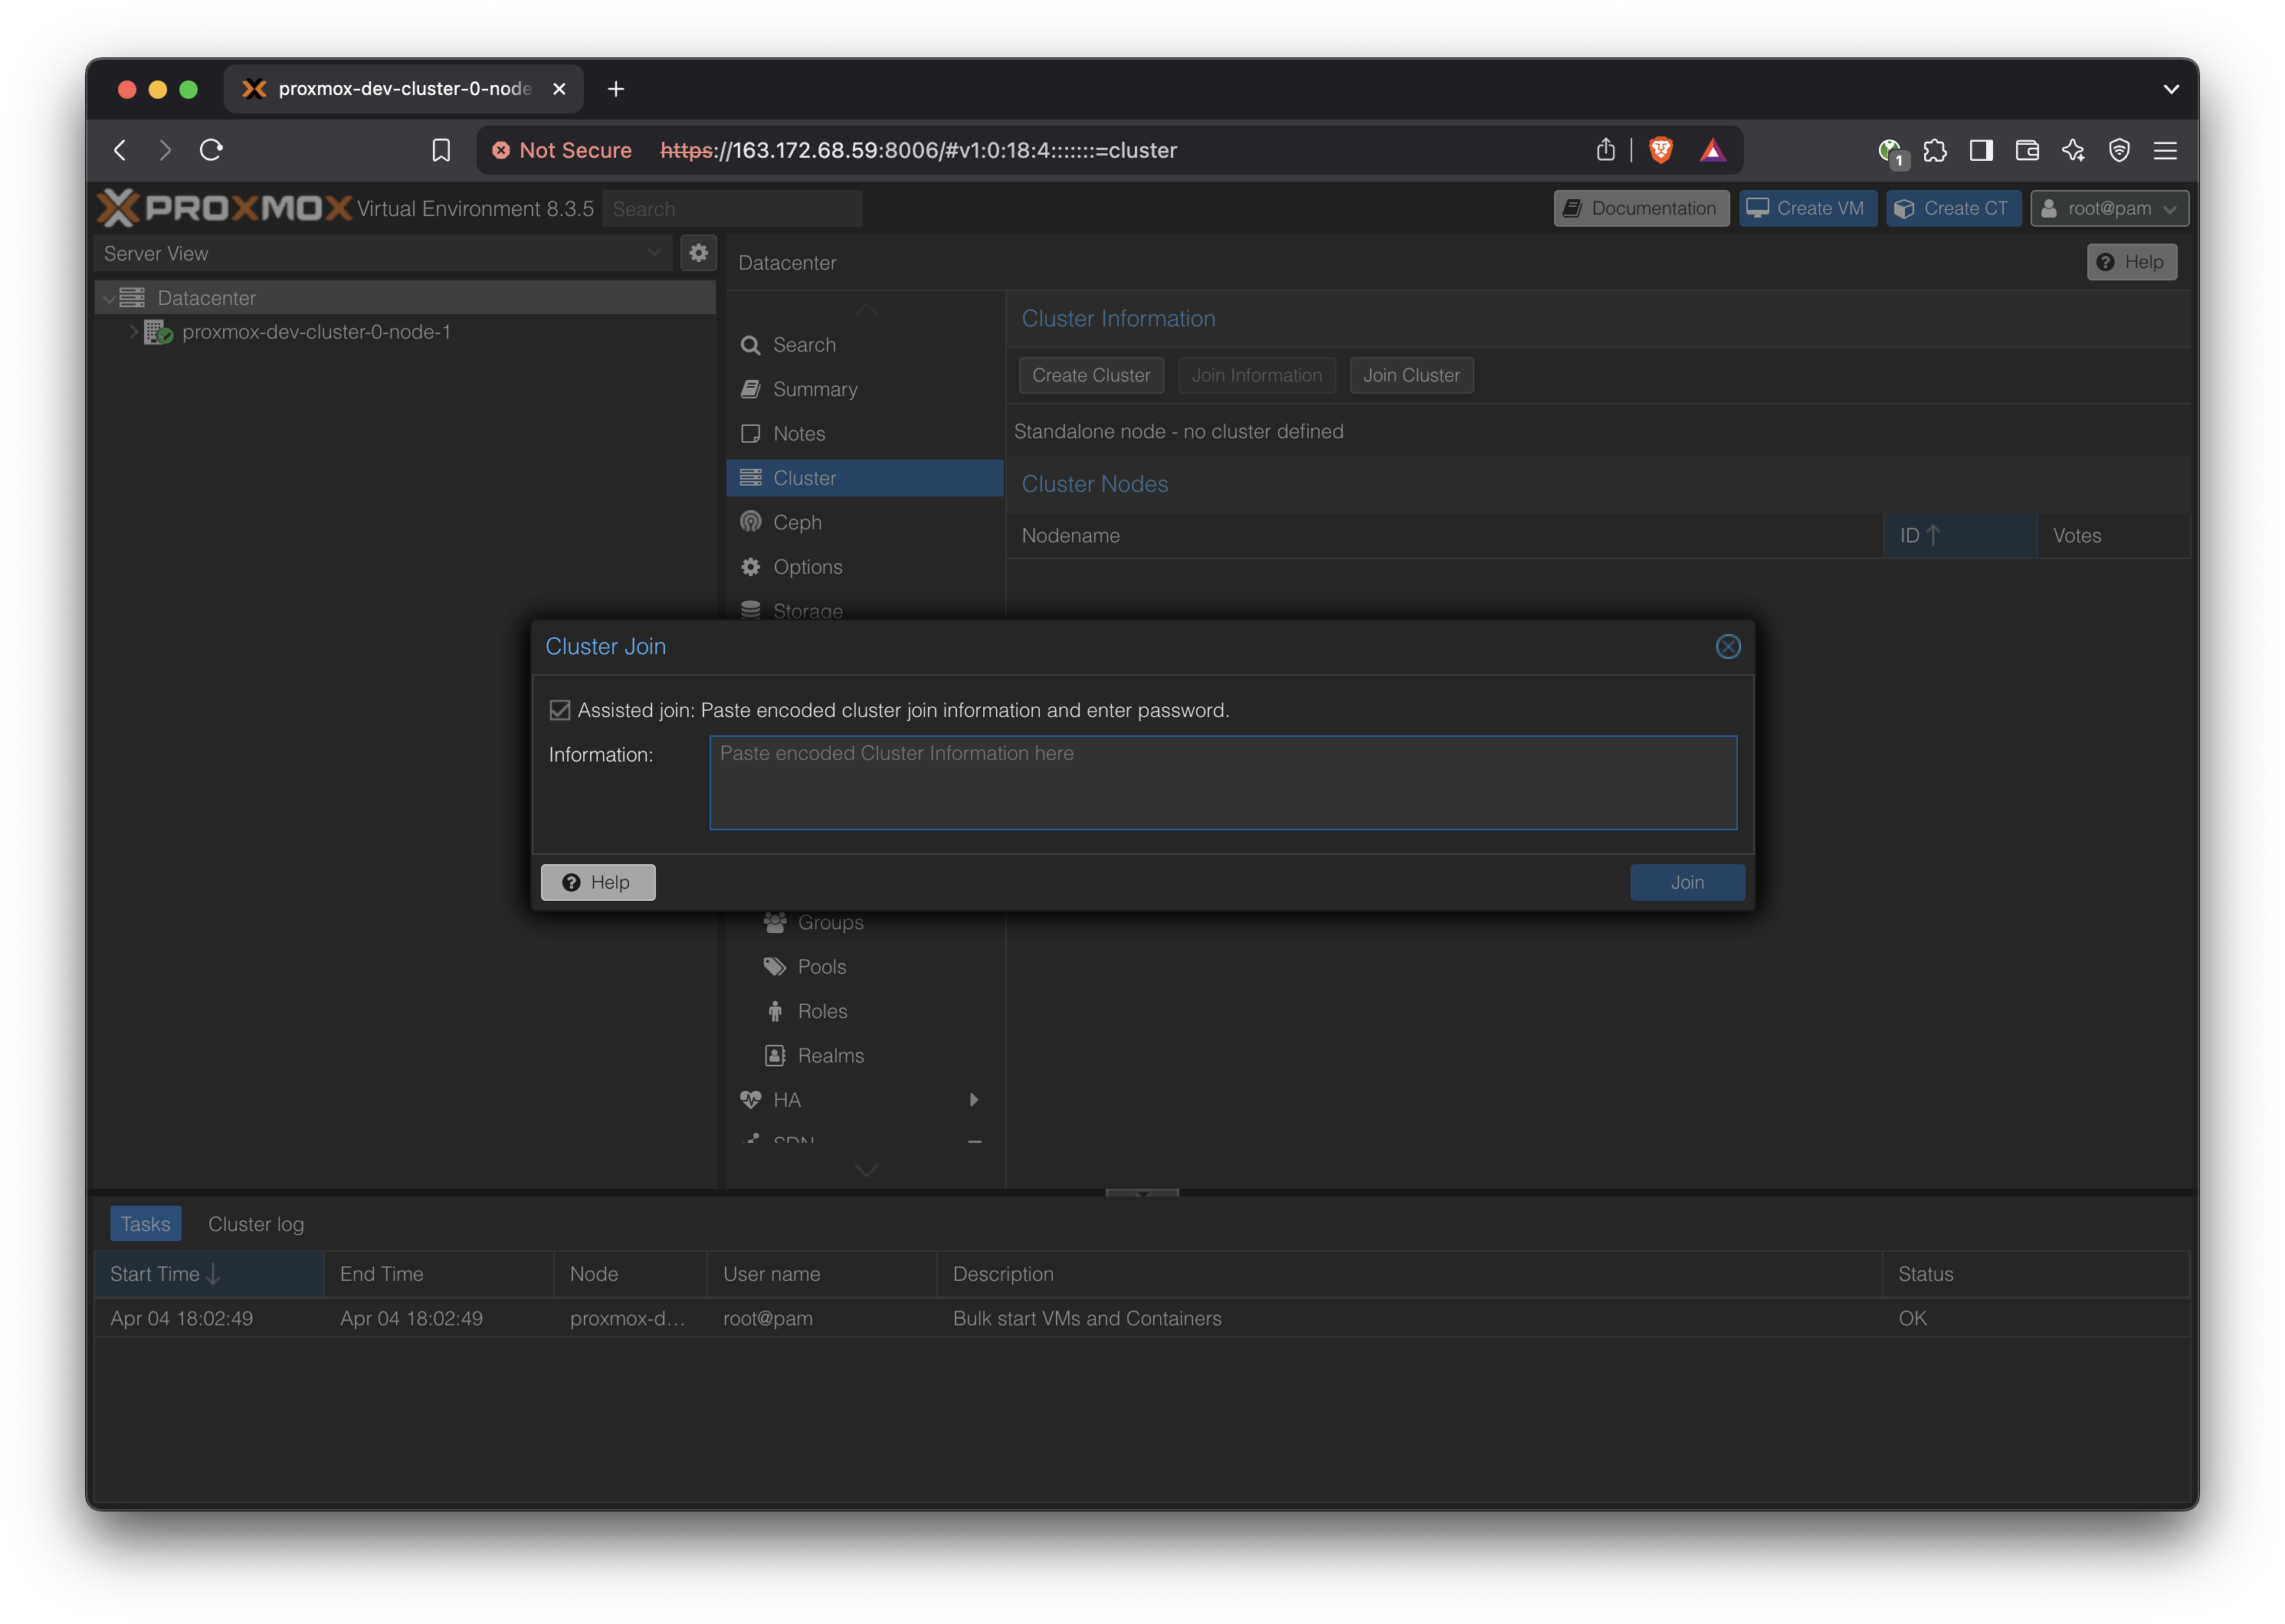 proxmox-dev-cluster-0-node
Not Secure https://163.172.68.59:8006/#v1:0:18:4:::::::=cluster
1
PROXMOX Virtual Environment 8.3.5 Search Documentation Create VM Create CT root@pam
Server View
Datacenter Help
Datacenter
proxmox-dev-cluster-0-node-1
Search
Summary
Notes
Cluster
Ceph
Options
Storage
Groups
Pools
Roles
Realms
HA
SDN
Cluster Information
Create Cluster Join Information Join Cluster
Standalone node - no cluster defined
Cluster Nodes
Nodename ID Votes
Cluster Join
Assisted join: Paste encoded cluster join information and enter password.
Information: Paste encoded Cluster Information here
Help Join
Tasks Cluster log
Start Time End Time Node User name Description Status
Apr 04 18:02:49 Apr 04 18:02:49 proxmox-d... root@pam Bulk start VMs and Containers OK